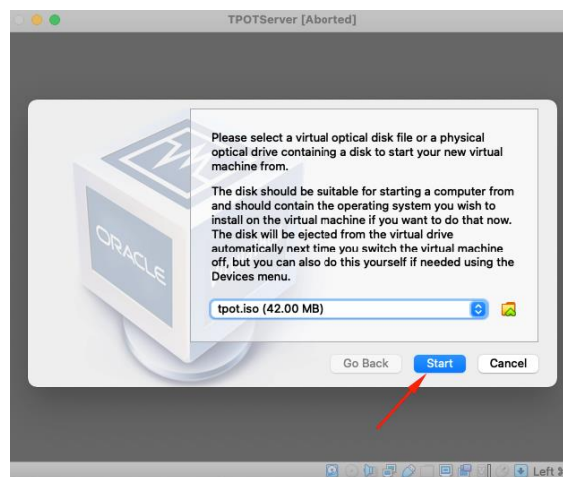 TPOTServer [Aborted]
Please select a virtual optical disk file or a physical
optical drive containing a disk to start your new virtual
machine from.
The disk should be suitable for starting a computer from
and should contain the operating system you wish to
install on the virtual machine if you want to do that now.
The disk will be ejected from the virtual drive
automatically next time you switch the virtual machine
off, but you can also do this yourself if needed using the
Devices menu.
ORACLE
tpot.iso (42.00 MB)
Go Back Start Cancel
Left